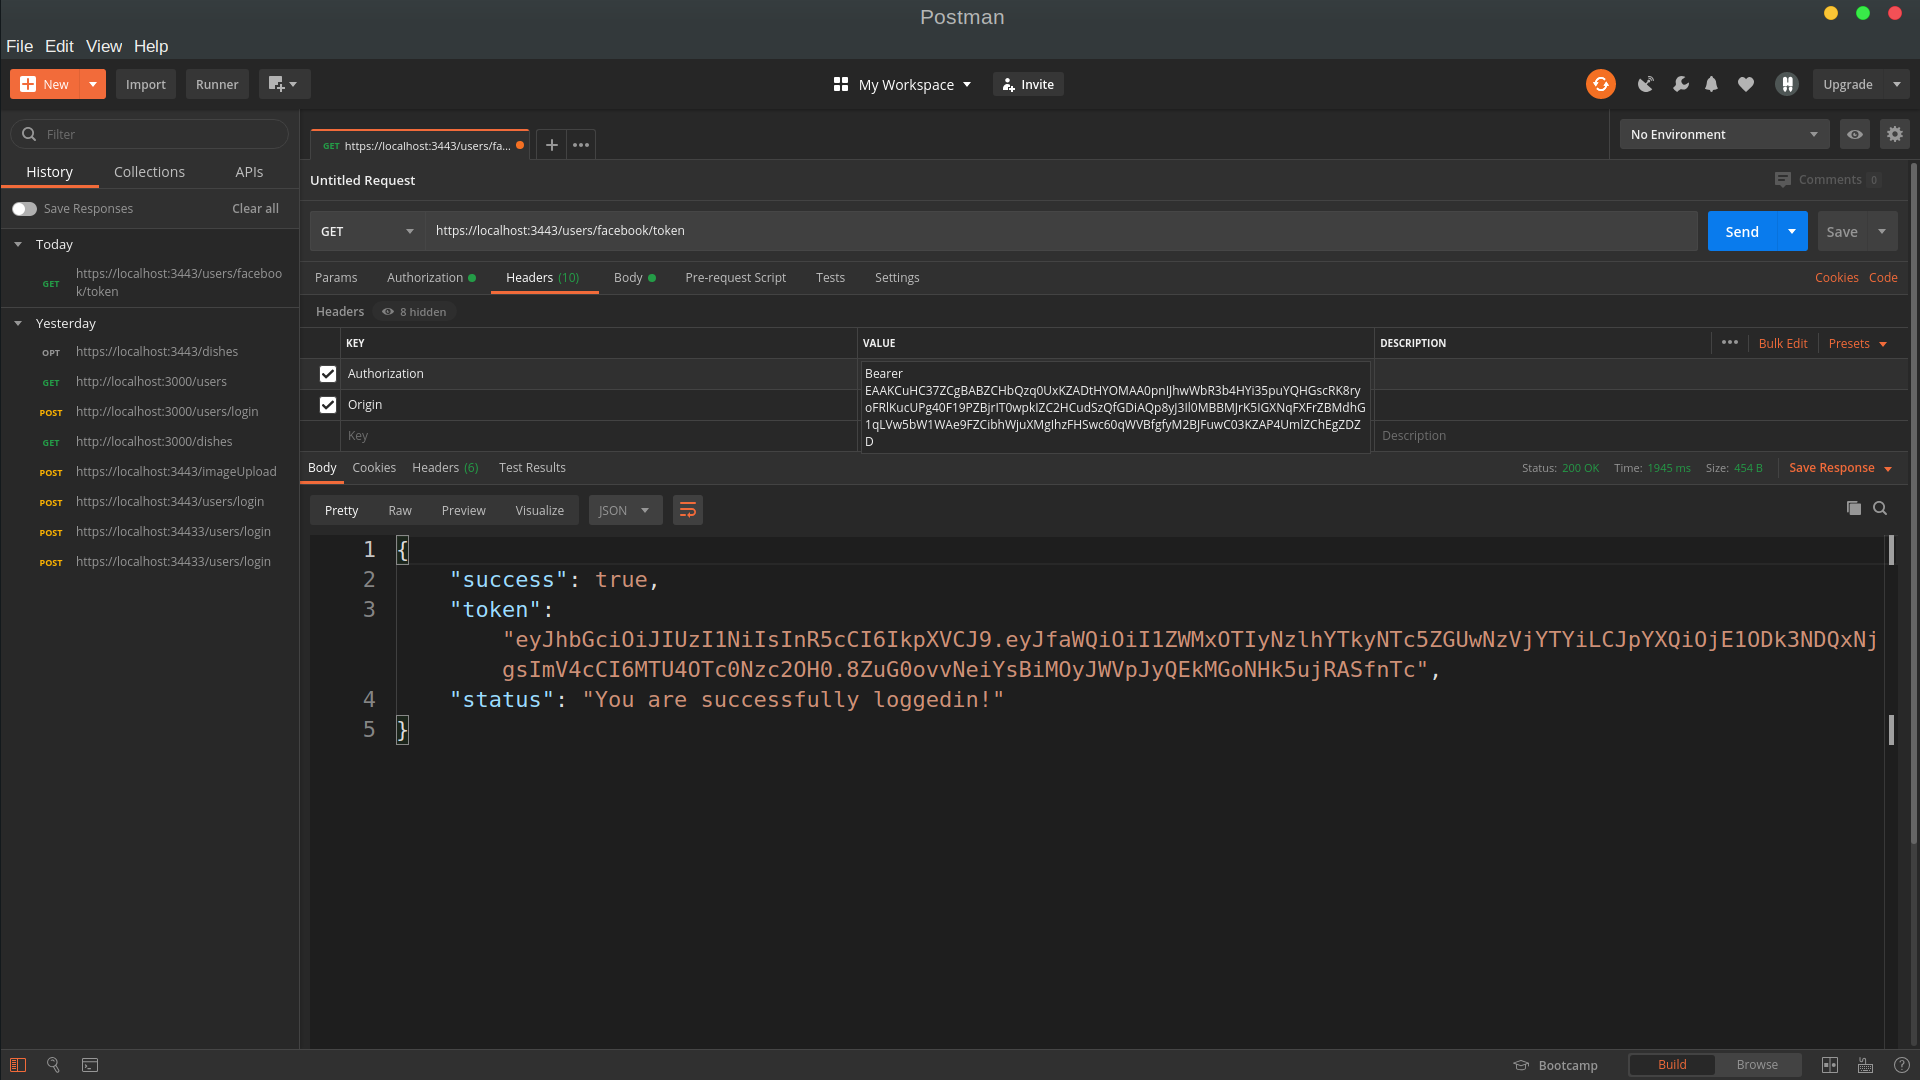 Postman
File Edit View Help
New Import Runner My Workspace Invite Upgrade
Filter
History Collections APIs
Save Responses Clear all
Today
GET https://localhost:3443/users/faceboo
k/token
Yesterday
OPT https://localhost:3443/dishes
GET http://localhost:3000/users
POST http://localhost:3000/users/login
GET http://localhost:3000/dishes
POST https://localhost:3443/imageUpload
POST https://localhost:3443/users/login
POST https://localhost:34433/users/login
POST https://localhost:34433/users/login
GET https://localhost:3443/users/fa...
No Environment
Untitled Request
Comments 0
GET https://localhost:3443/users/facebook/token Send Save
Params Authorization Headers (10) Body Pre-request Script Tests Settings Cookies Code
Headers 8 hidden
KEY VALUE DESCRIPTION Bulk Edit Presets
Authorization
Origin
Key
Bearer
EAAKCuHC37ZCgBABZCHbQzq0UxKZADtHYOMAA0pnIJhwWbR3b4HYi35puYQHGscRK8ry
oFRlKucUPg40F19PZBjrIT0wpkIZC2HCudSzQfGDiAQp8yJ3Il0MBBMJrK5IGXNqFXFrZBMdhG
1qLVw5bW1WAe9FZCibhWjuXMgIhzFHSwc60qWVBfgfyM2BJFuwC03KZAP4UmlZChEgZDZ
D
Description
Body Cookies Headers (6) Test Results Status: 200 OK Time: 1945 ms Size: 454 B Save Response
Pretty Raw Preview Visualize JSON
1 {
2 "success": true,
3 "token":
"eyJhbGciOiJIUzI1NiIsInR5cCI6IkpXVCJ9.eyJfaWQiOiI1ZWMxOTIyNzlhYTkyNTc5ZGUwNzVjYTYiLCJpYXQiOjE1ODk3NDQxNj
gsImV4cCI6MTU4OTc0Nzc2OH0.8ZuG0ovvNeiYsBiMOyJWVpJyQEkMGoNHk5ujRASfnTc",
4 "status": "You are successfully loggedin!"
5 }
Bootcamp Build Browse